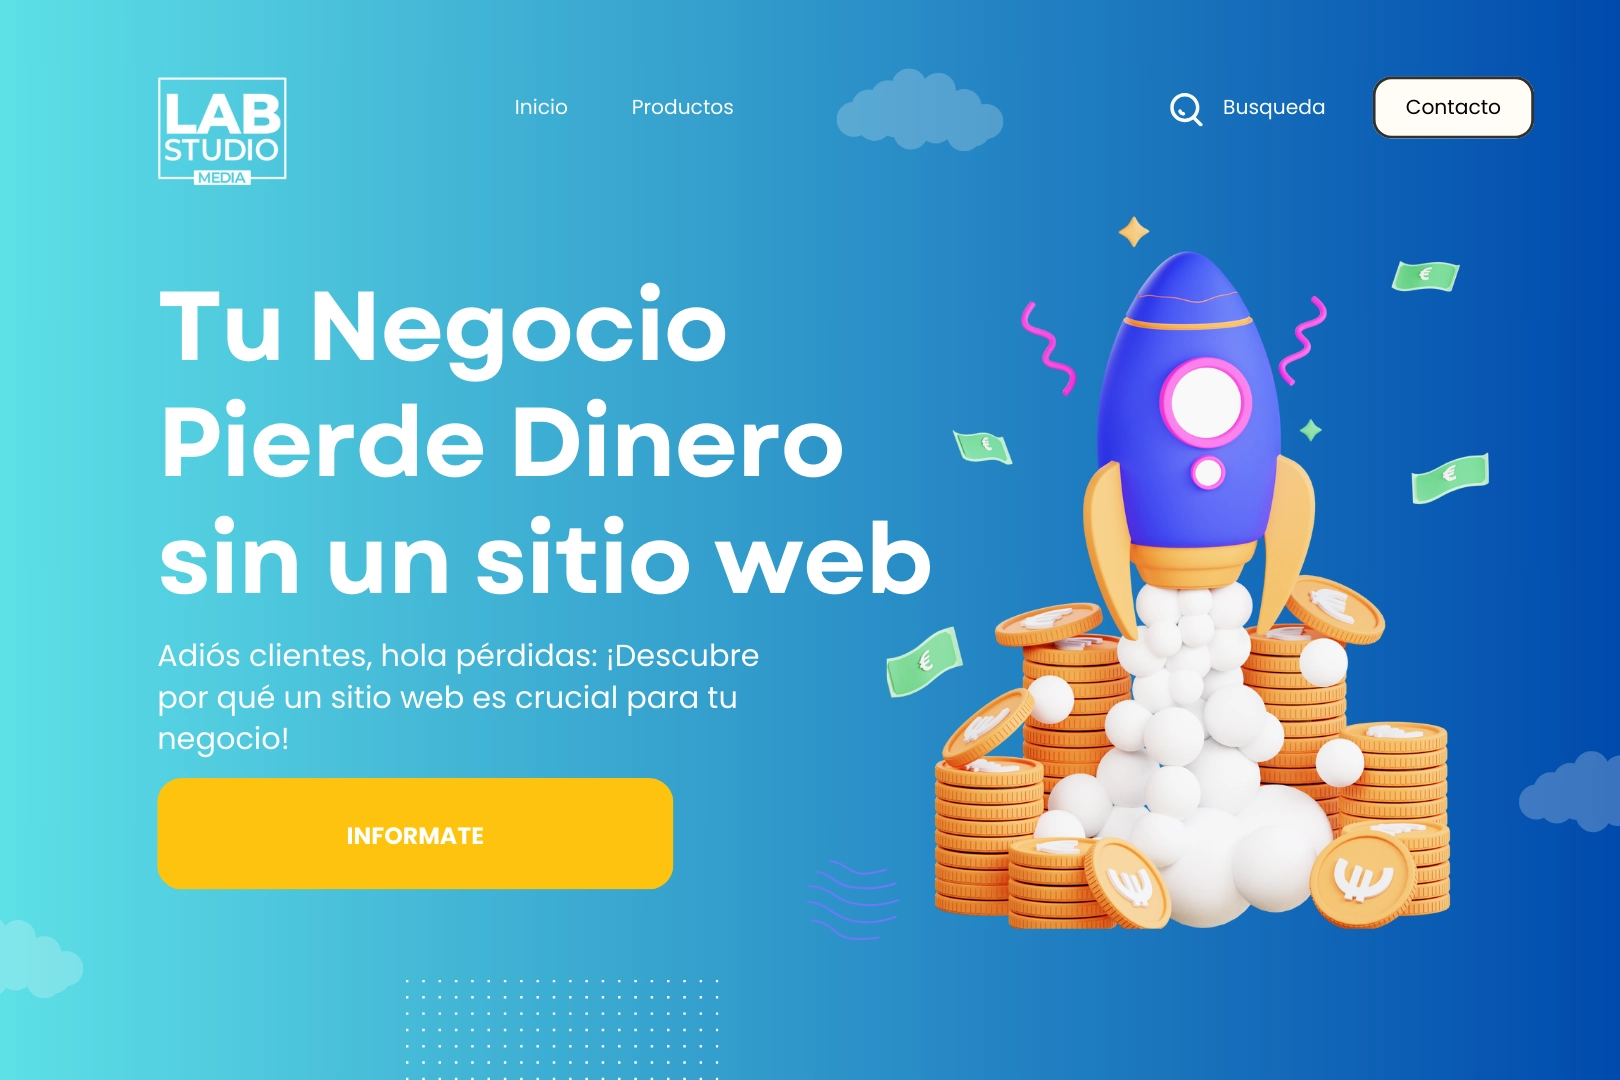 LAB
STUDIO
MEDIA
Inicio
Productos
Busqueda
Contacto
Tu Negocio
Pierde Dinero
sin un sitio web
Adiós clientes, hola pérdidas: ¡Descubre
por qué un sitio web es crucial para tu
negocio!
INFORMATE